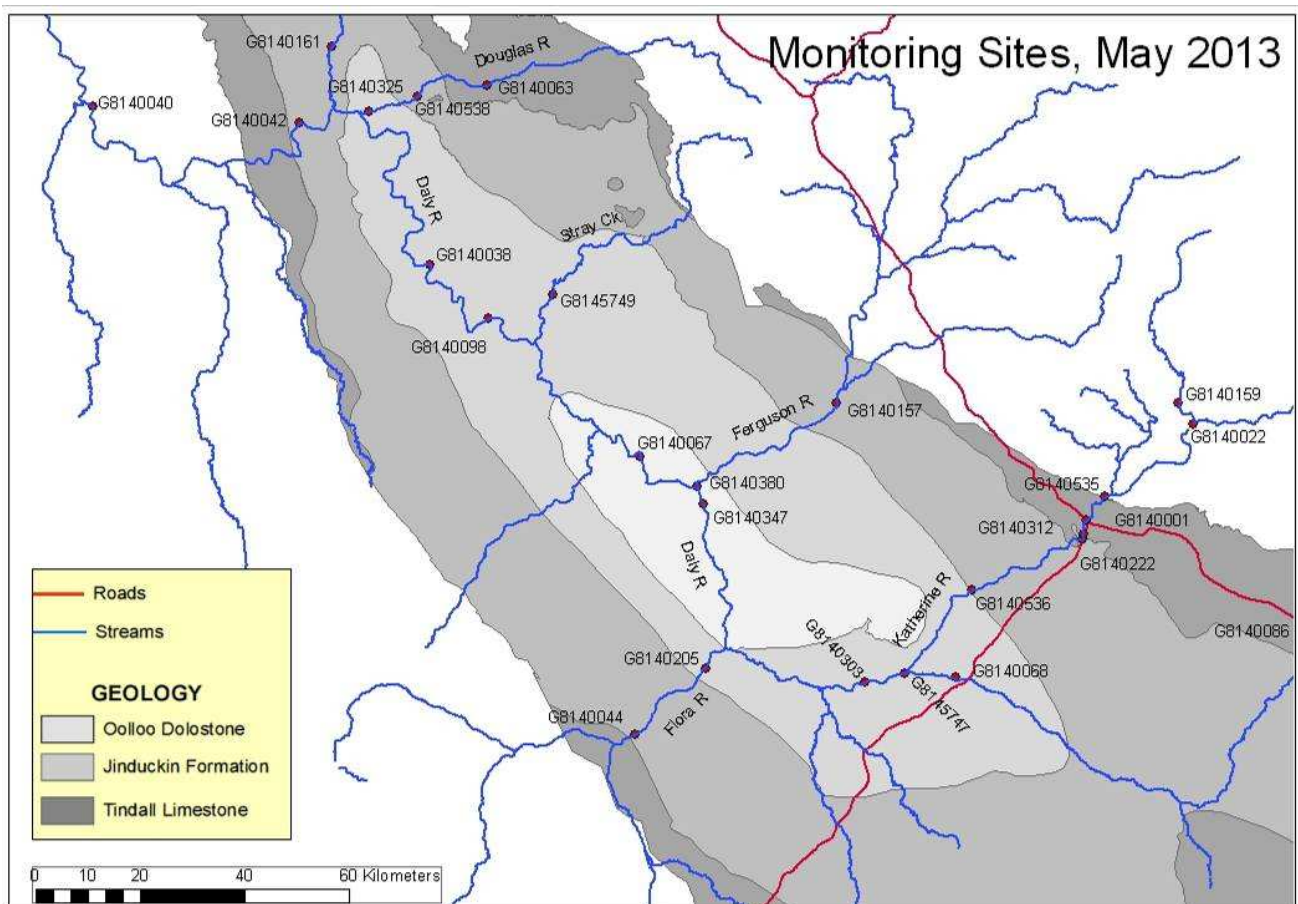 Monitoring Sites, May 2013
G8140161
Douglas R
G8140325
G8140063
G8140040
G8140538
G8140042
Daly R
Stray Ck
G8140038
G8145749
G8140098
G8140159
G8140157
Ferguson R
G8140022
G8140067
G8140380
G8140535
G8140347
G8140312
G8140001
G8140222
Daly R
Katherine R
G8140536
G8140086
G8140205
G8140303
G8140068
G8145747
Flora R
G8140044
Roads
Streams
GEOLOGY
Oolloo Dolostone
Jinduckin Formation
Tindall Limestone
0 10 20 40 60 Kilometers